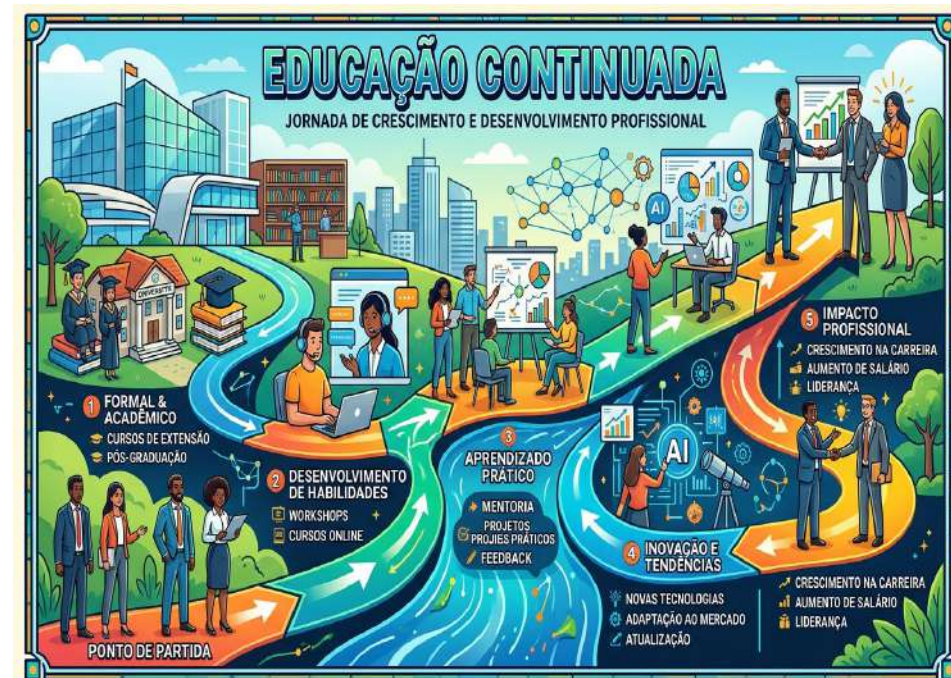 EDUCAÇÃO CONTINUADA
JORNADA DE CRESCIMENTO E DESENVOLVIMENTO PROFISSIONAL
UNIVERSITY
AI
1 FORMAL &
ACADÊMICO
CURSOS DE EXTENSÃO
PÓS-GRADUAÇÃO
2 DESENVOLVIMENTO
DE HABILIDADES
WORKSHOPS
CURSOS ONLINE
3
APRENDIZADO
PRÁTICO
MENTORIA
PROJETOS
PROJIES PRÁTICOS
FEEDBACK
AI
4 INOVAÇÃO E
TENDÊNCIAS
NOVAS TECNOLOGIAS
ADAPTAÇÃO AO MERCADO
ATUALIZAÇÃO
5 IMPACTO
PROFISSIONAL
CRESCIMENTO NA CARREIRA
AUMENTO DE SALÁRIO
LIDERANÇA
CRESCIMENTO NA CARREIRA
AUMENTO DE SALÁRIO
LIDERANÇA
PONTO DE PARTIDA